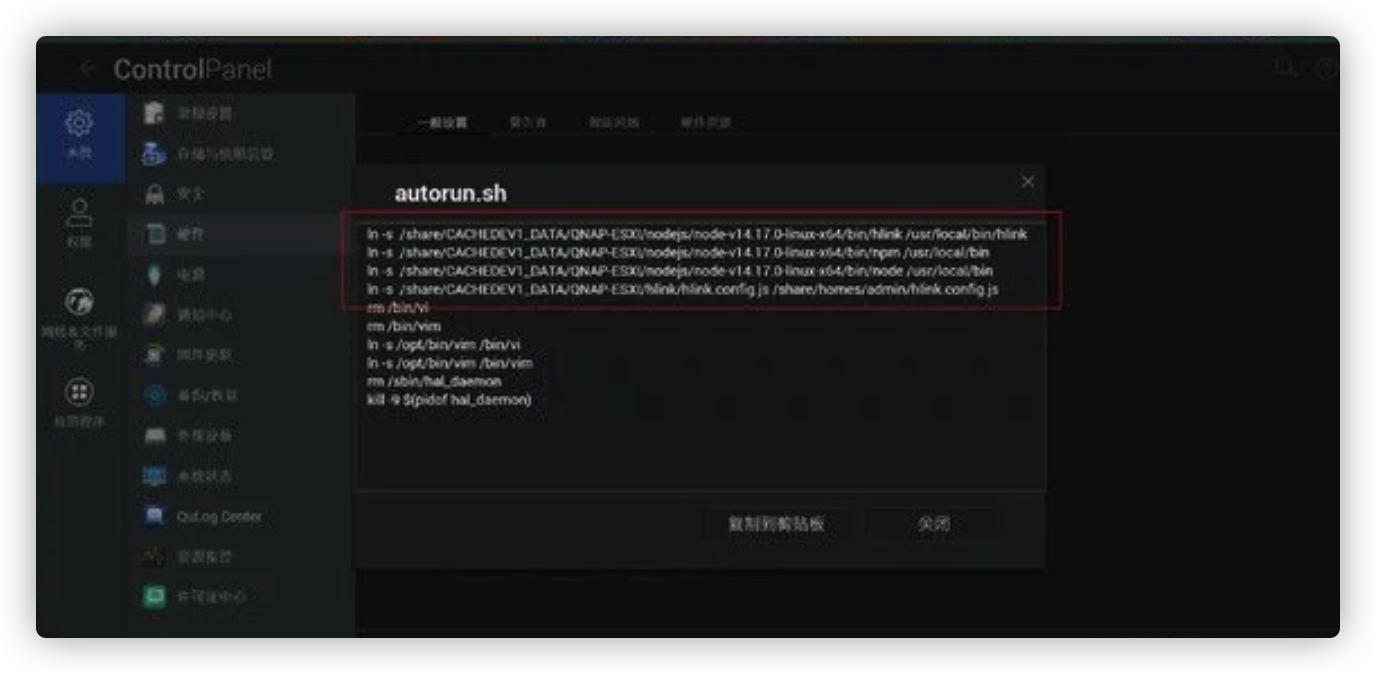 ControlPanel
系统
权限
网络&文件服
务
应用程序
存储与快照总管
安全
硬件
电源
通知中心
固件更新
备份/恢复
外接设备
系统状态
QuLog Center
资源监控
许可证中心
一般设置
警告音
智能风扇
硬件资源
autorun.sh
ln -s /share/CACHEDEV1_DATA/QNAP-ESXI/nodejs/node-v14.17.0-linux-x64/bin/hlink /usr/local/bin/hlink
ln -s /share/CACHEDEV1_DATA/QNAP-ESXI/nodejs/node-v14.17.0-linux-x64/bin/npm /usr/local/bin
ln -s /share/CACHEDEV1_DATA/QNAP-ESXI/nodejs/node-v14.17.0-linux-x64/bin/node /usr/local/bin
ln -s /share/CACHEDEV1_DATA/QNAP-ESXI/hlink/hlink.config.js /share/homes/admin/hlink.config.js
rm /bin/vi
rm /bin/vim
ln -s /opt/bin/vim /bin/vi
ln -s /opt/bin/vim /bin/vim
rm /sbin/hal_daemon
kill -9 $(pidof hal_daemon)
复制到剪贴板
关闭